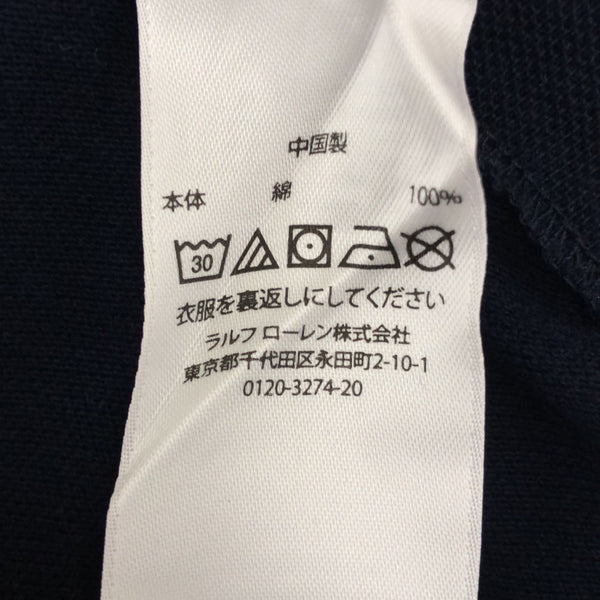 中国製
本体 綿 100%
30
衣服を裏返しにしてください
ラルフ ローレン株式会社
東京都千代田区永田町2-10-1
0120-3274-20